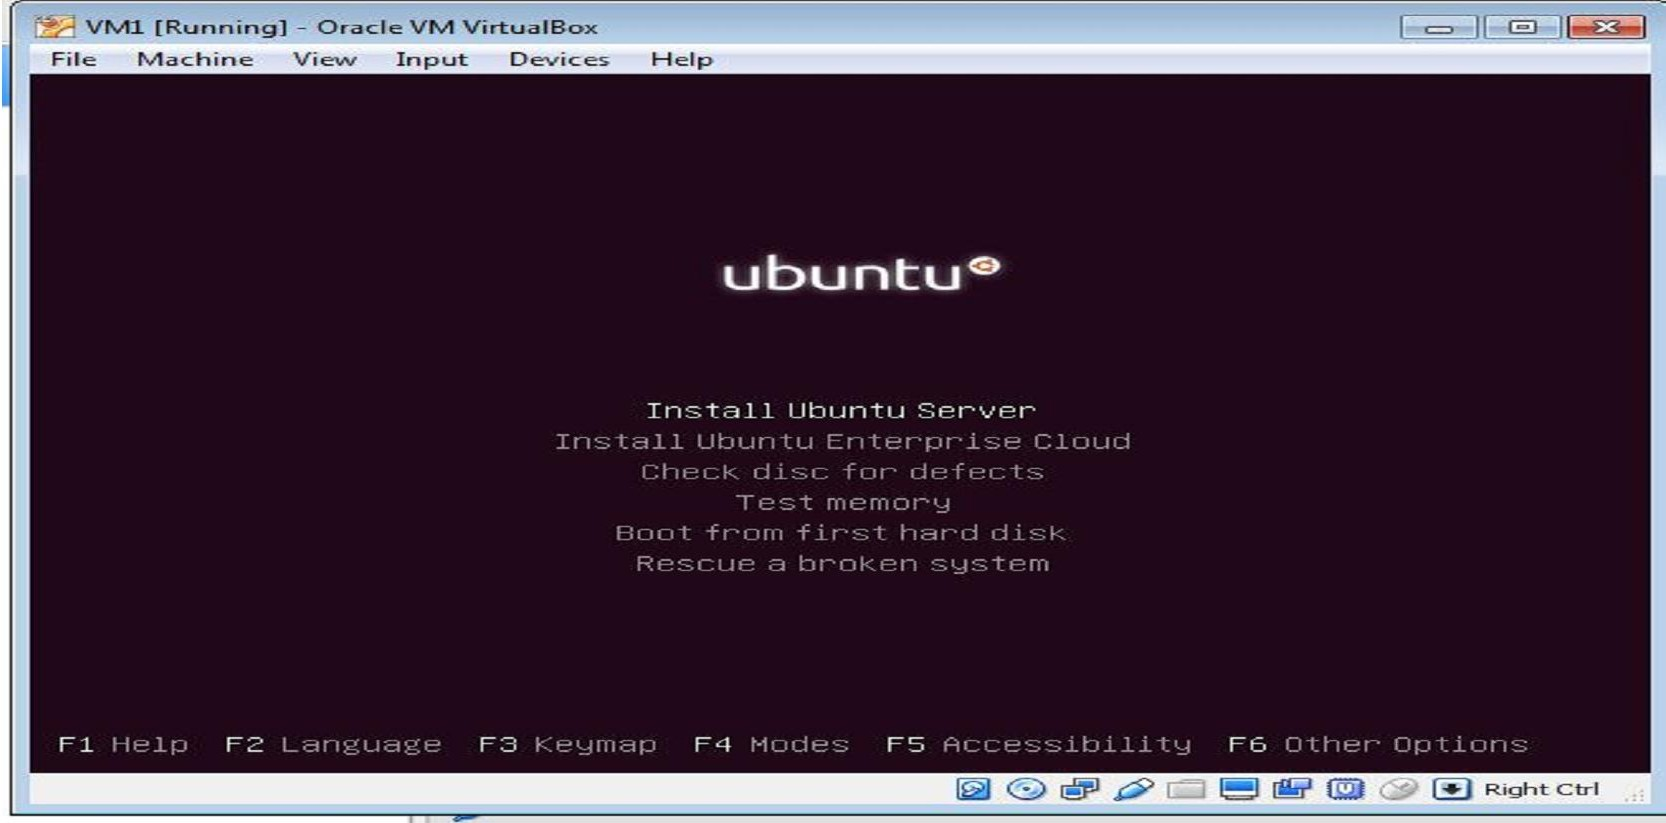 VM1 [Running] - Oracle VM VirtualBox
File Machine View Input Devices Help
ubuntu
Install Ubuntu Server
Install Ubuntu Enterprise Cloud
Check disc for defects
Test memory
Boot from first hard disk
Rescue a broken system
F1 Help F2 Language F3 Keymap F4 Modes F5 Accessibility F6 Other Options
Right Ctrl